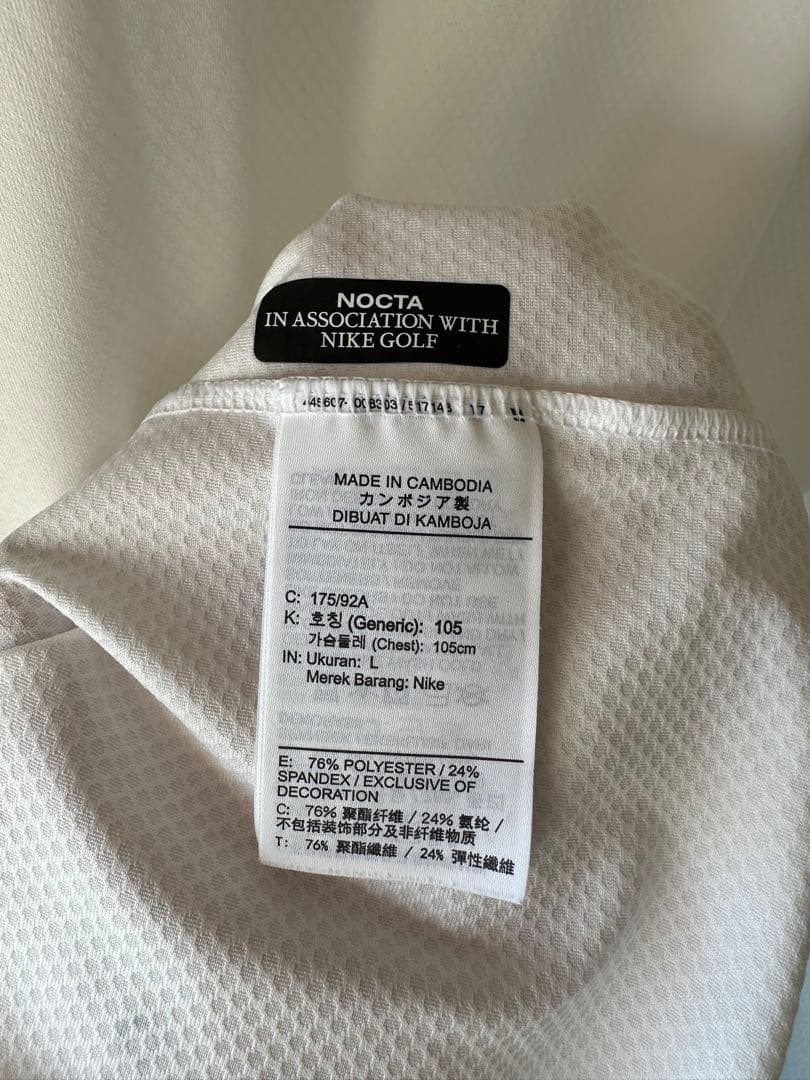 NOCTA
IN ASSOCIATION WITH
NIKE GOLF
MADE IN CAMBODIA
カンボジア製
DIBUAT DI KAMBOJA
C: 175/92A
K: 호칭 (Generic): 105
가슴둘레 (Chest): 105cm
IN: Ukuran: L
Merek Barang: Nike
E: 76% POLYESTER / 24%
SPANDEX / EXCLUSIVE OF
DECORATION
C: 76% 聚酯纤维 / 24% 氨纶 /
不包括装饰部分及非纤维物质
T: 76% 聚酯纖維 / 24% 彈性纖維